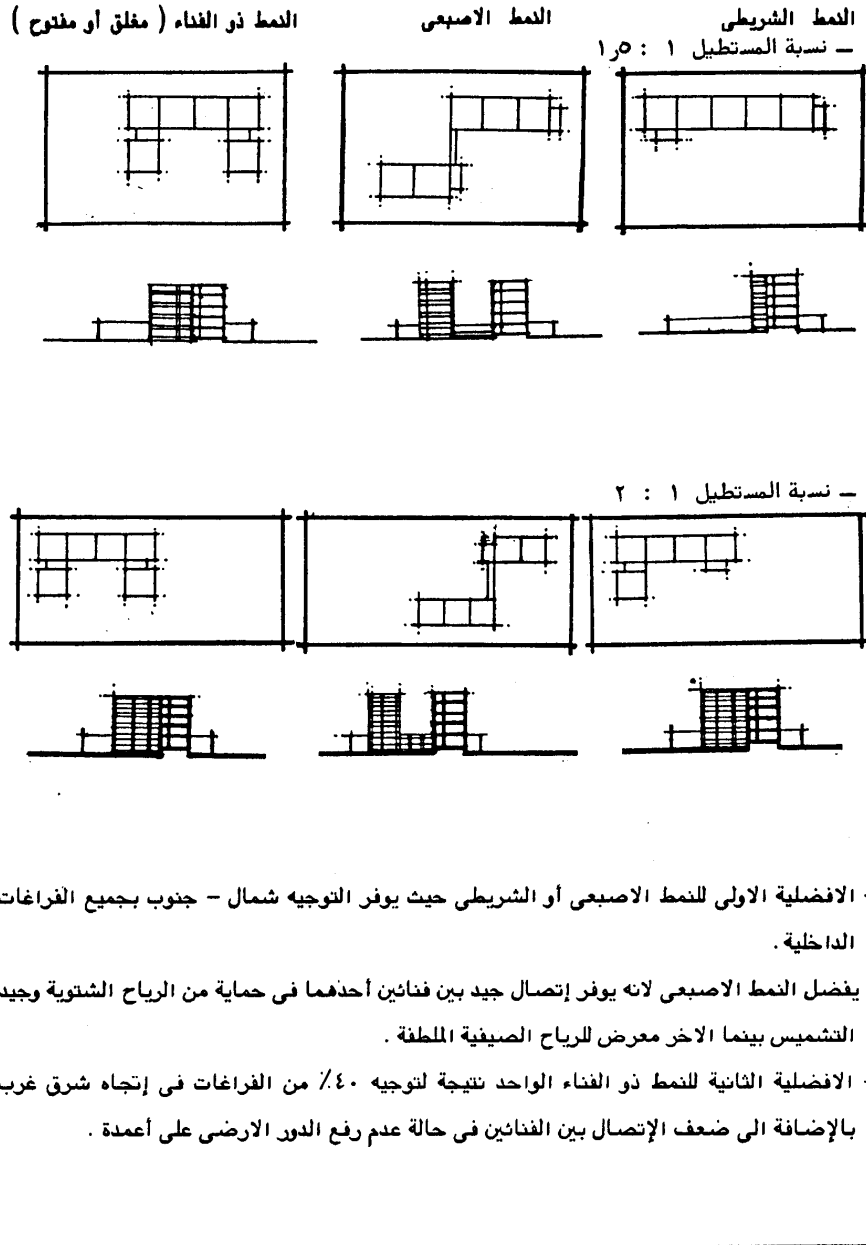 النمط الشريطى
النمط الاصبعى
النمط ذو الفناء ( مغلق أو مفتوح )
ــ نسبة المستطيل ١ : ١٫٥
ــ نسبة المستطيل ١ : ٢
- الافضلية الاولى للنمط الاصبعى أو الشريطى حيث يوفر التوجيه شمال – جنوب بجميع الفراغات
الداخلية .
يفضل النمط الاصبعى لانه يوفر إتصال جيد بين فنائين أحدهما فى حماية من الرياح الشتوية وجيد
التشميس بينما الاخر معرض للرياح الصيفية الملطفة .
- الافضلية الثانية للنمط ذو الفناء الواحد نتيجة لتوجيه ٤٠٪ من الفراغات فى إتجاه شرق غرب
بالإضافة الى ضعف الإتصال بين الفنائين فى حالة عدم رفع الدور الارضى على أعمدة .